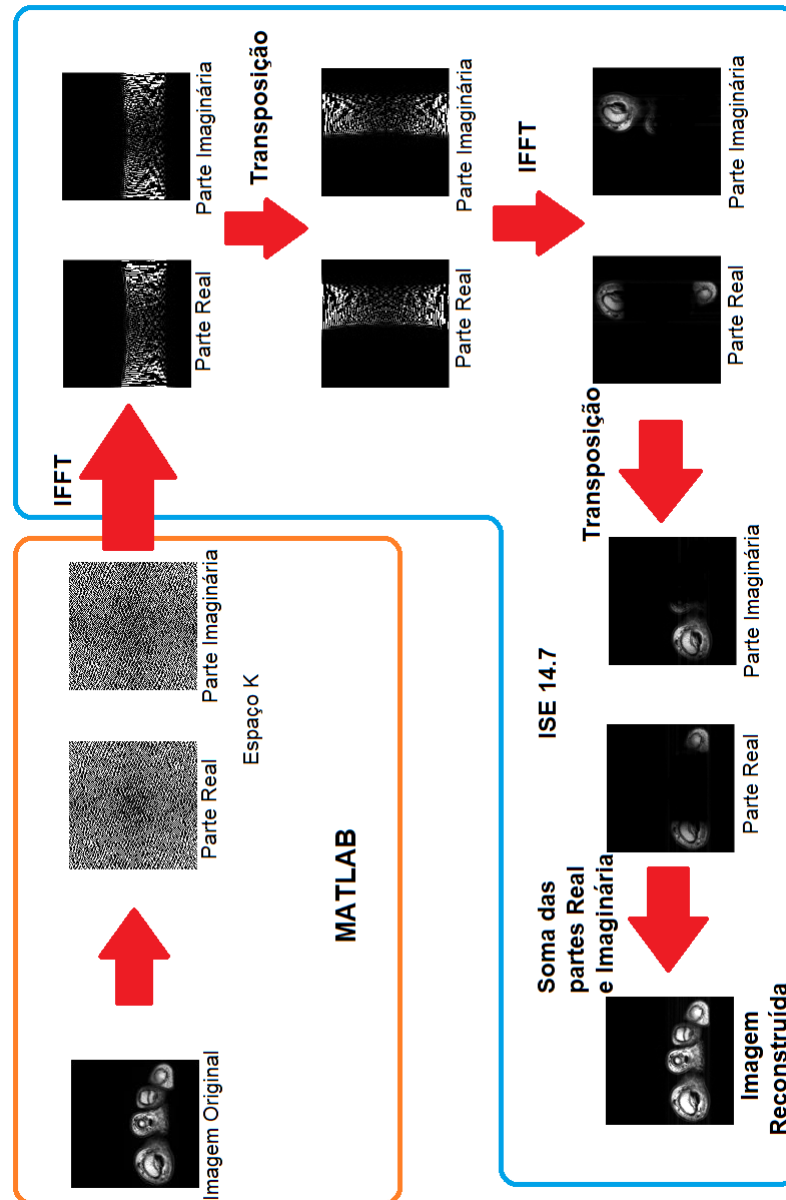 Imagem Original
Parte Real
Parte Imaginária
Espaço K
MATLAB
IFFT
Parte Real
Parte Imaginária
Transposição
Parte Real
Parte Imaginária
IFFT
Parte Real
Parte Imaginária
Transposição
ISE 14.7
Parte Real
Parte Imaginária
Soma das
partes Real
e Imaginária
Imagem
Reconstruída